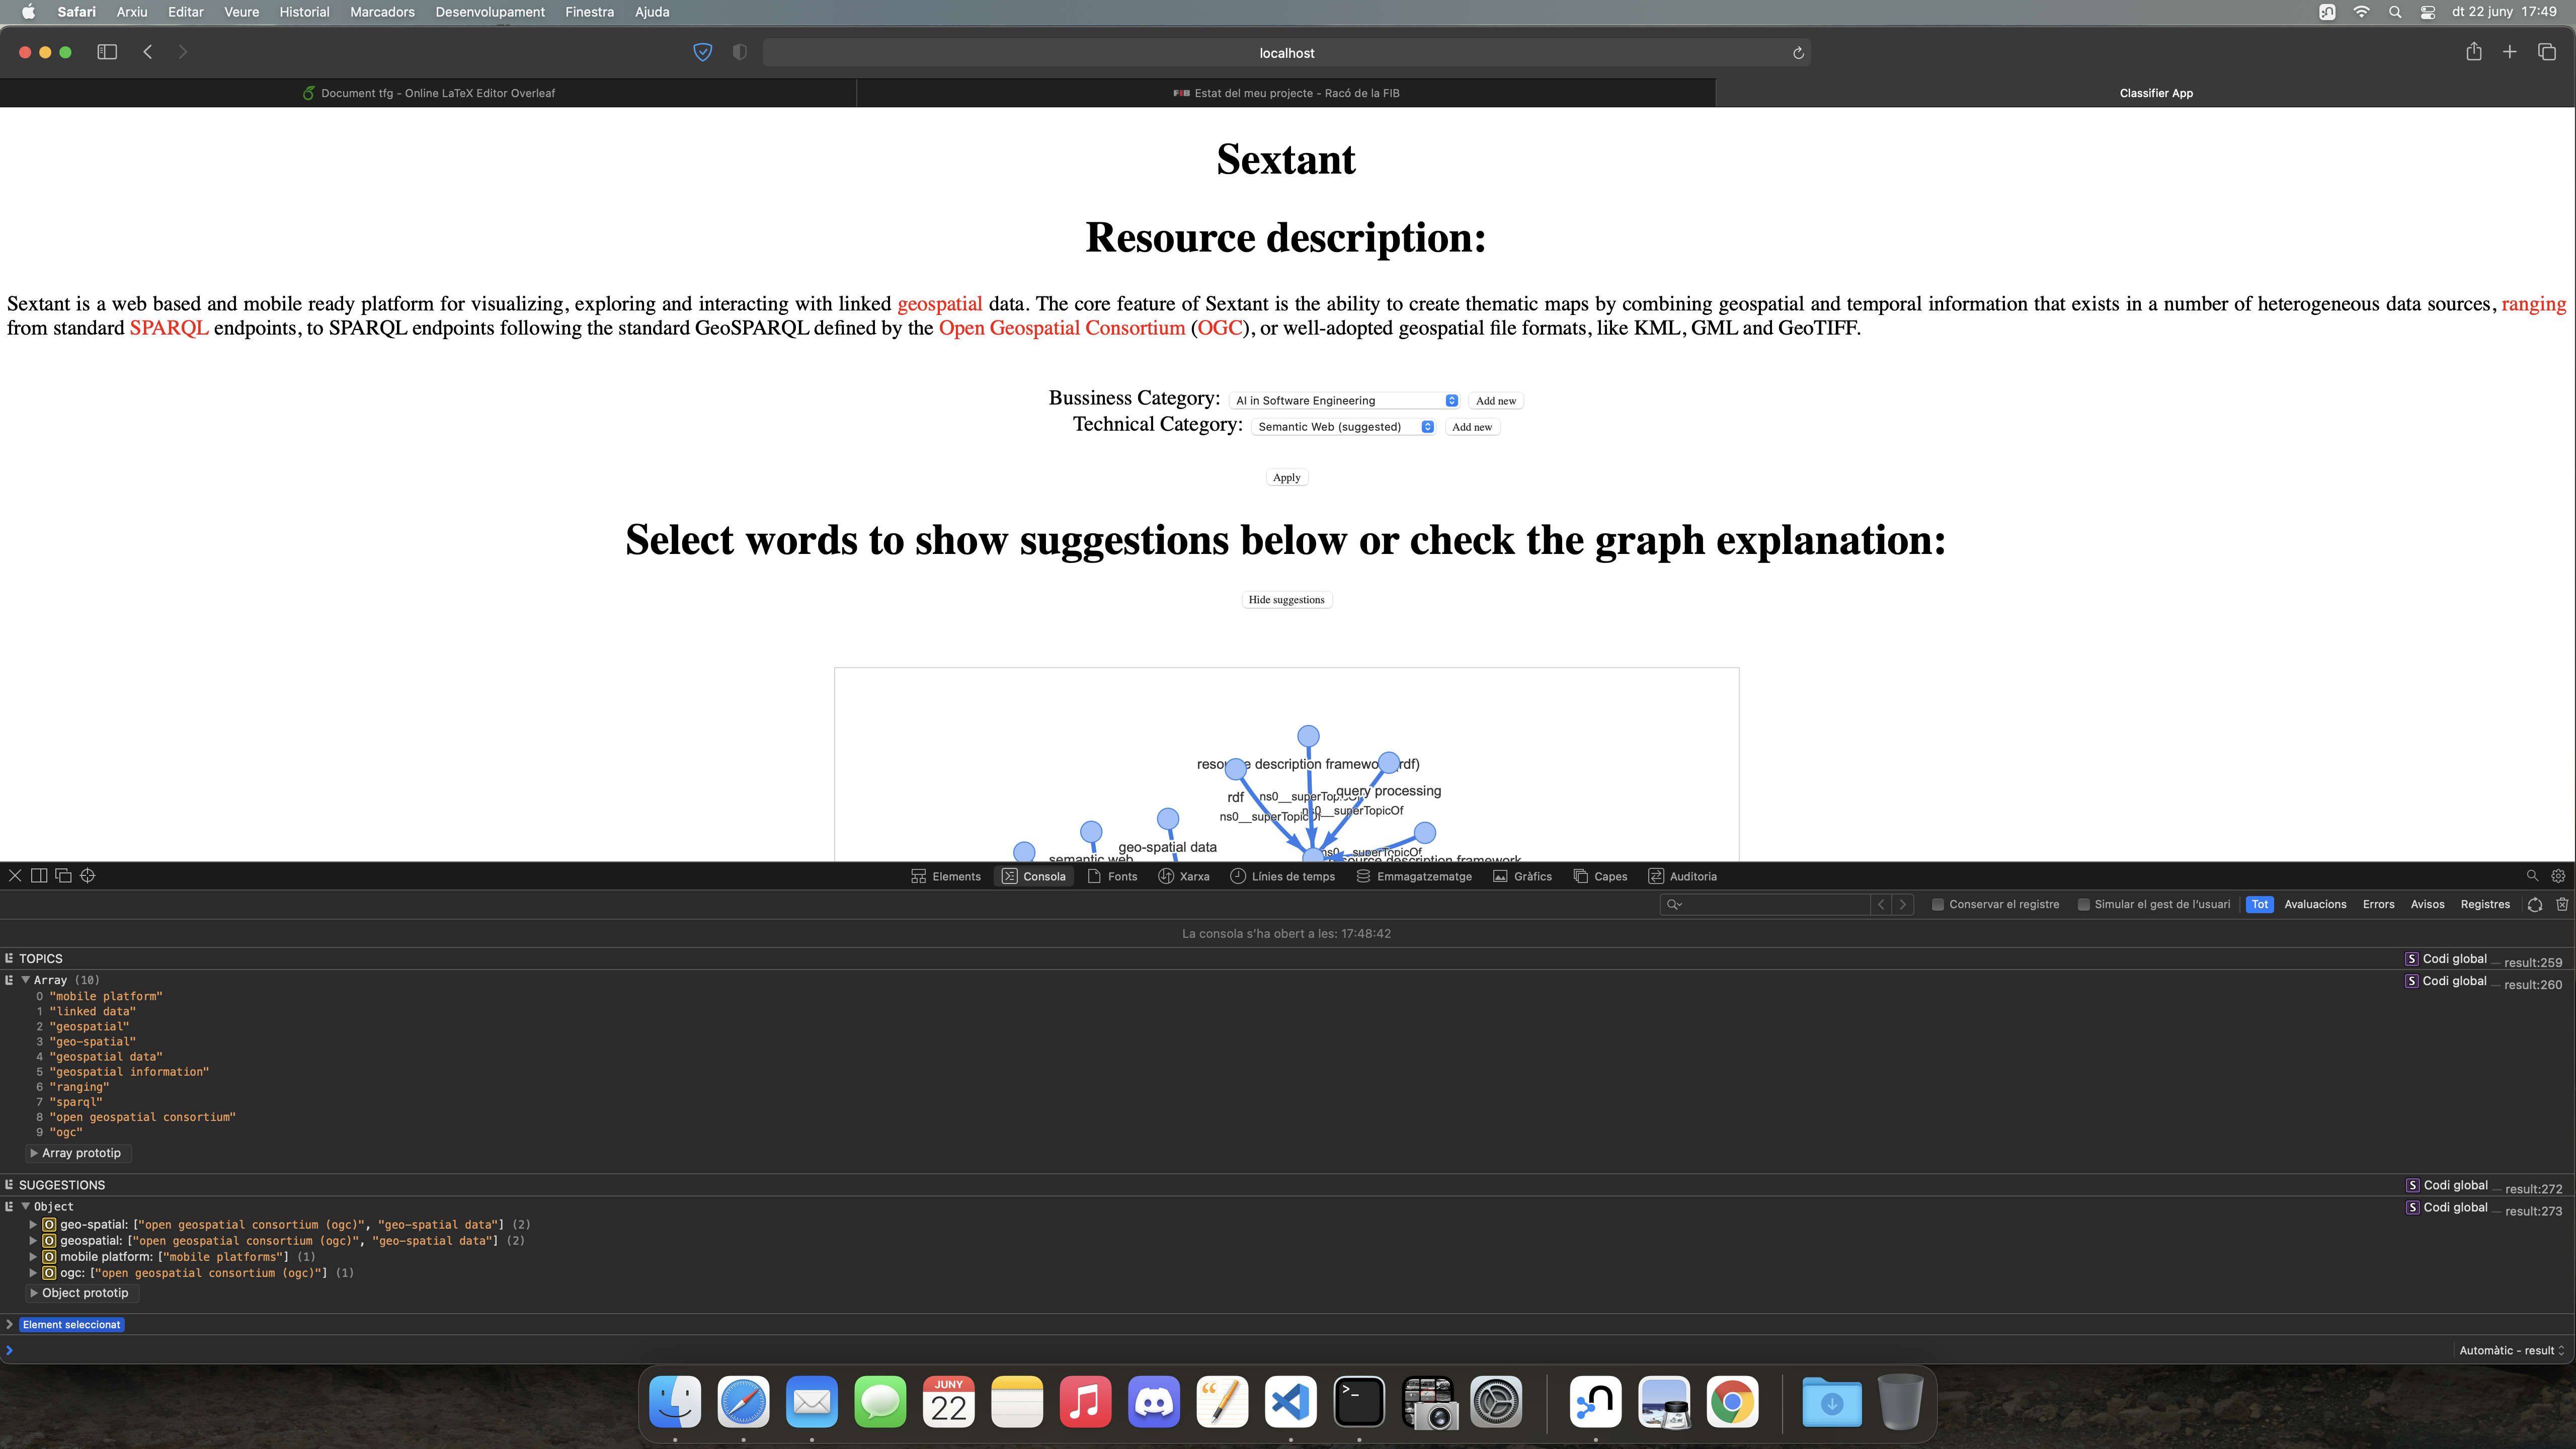 Safari Arxiu Editar Veure Historial Marcadors Desenvolupament Finestra Ajuda dt 22 juny 17:49
localhost
Document tfg - Online LaTeX Editor Overleaf FIB Estat del meu projecte - Racó de la FIB Classifier App
Sextant
Resource description:
Sextant is a web based and mobile ready platform for visualizing, exploring and interacting with linked geospatial data. The core feature of Sextant is the ability to create thematic maps by combining geospatial and temporal information that exists in a number of heterogeneous data sources, ranging
from standard SPARQL endpoints, to SPARQL endpoints following the standard GeoSPARQL defined by the Open Geospatial Consortium (OGC), or well-adopted geospatial file formats, like KML, GML and GeoTIFF.
Bussiness Category: AI in Software Engineering Add new
Technical Category: Semantic Web (suggested) Add new
Apply
Select words to show suggestions below or check the graph explanation:
Hide suggestions
description framewo rdf)
query processing
rdf
ns0__superTopicOf
geo-spatial data
semantic web
ns0__superTopicOf
Elements Consola Fonts Xarxa Línies de temps Emmagatzematge Gràfics Capes Auditoria
Conservar el registre Simular el gest de l'usuari Tot Avaluacions Errors Avisos Registres
La consola s'ha obert a les: 17:48:42
TOPICS S Codi global — result:259
Array (10) S Codi global — result:260
0 "mobile platform"
1 "linked data"
2 "geospatial"
3 "geo-spatial"
4 "geospatial data"
5 "geospatial information"
6 "ranging"
7 "sparql"
8 "open geospatial consortium"
9 "ogc"
Array prototip
SUGGESTIONS S Codi global — result:272
Object S Codi global — result:273
O geo-spatial: ["open geospatial consortium (ogc)", "geo-spatial data"] (2)
O geospatial: ["open geospatial consortium (ogc)", "geo-spatial data"] (2)
O mobile platform: ["mobile platforms"] (1)
O ogc: ["open geospatial consortium (ogc)"] (1)
Object prototip
Element seleccionat
Automàtic - result
JUNY
22